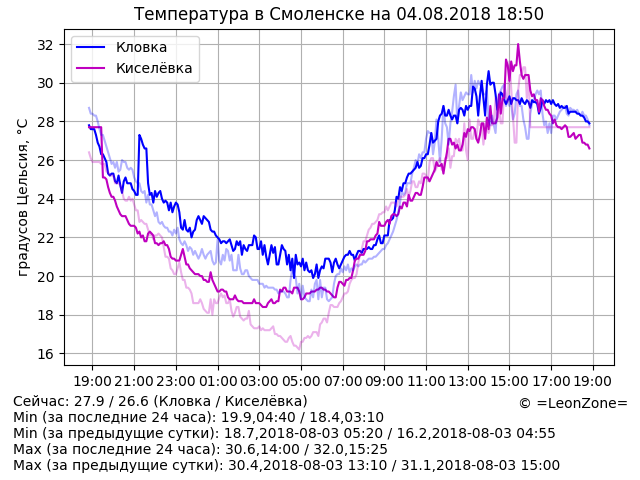 Температура в Смоленске на 04.08.2018 18:50
градусов Цельсия, °C
32
30
28
26
24
22
20
18
16
Кловка
Киселёвка
19:00 21:00 23:00 01:00 03:00 05:00 07:00 09:00 11:00 13:00 15:00 17:00 19:00
Сейчас: 27.9 / 26.6 (Кловка / Киселёвка)
© =LeonZone=
Min (за последние 24 часа): 19.9,04:40 / 18.4,03:10
Min (за предыдущие сутки): 18.7,2018-08-03 05:20 / 16.2,2018-08-03 04:55
Max (за последние 24 часа): 30.6,14:00 / 32.0,15:25
Max (за предыдущие сутки): 30.4,2018-08-03 13:10 / 31.1,2018-08-03 15:00